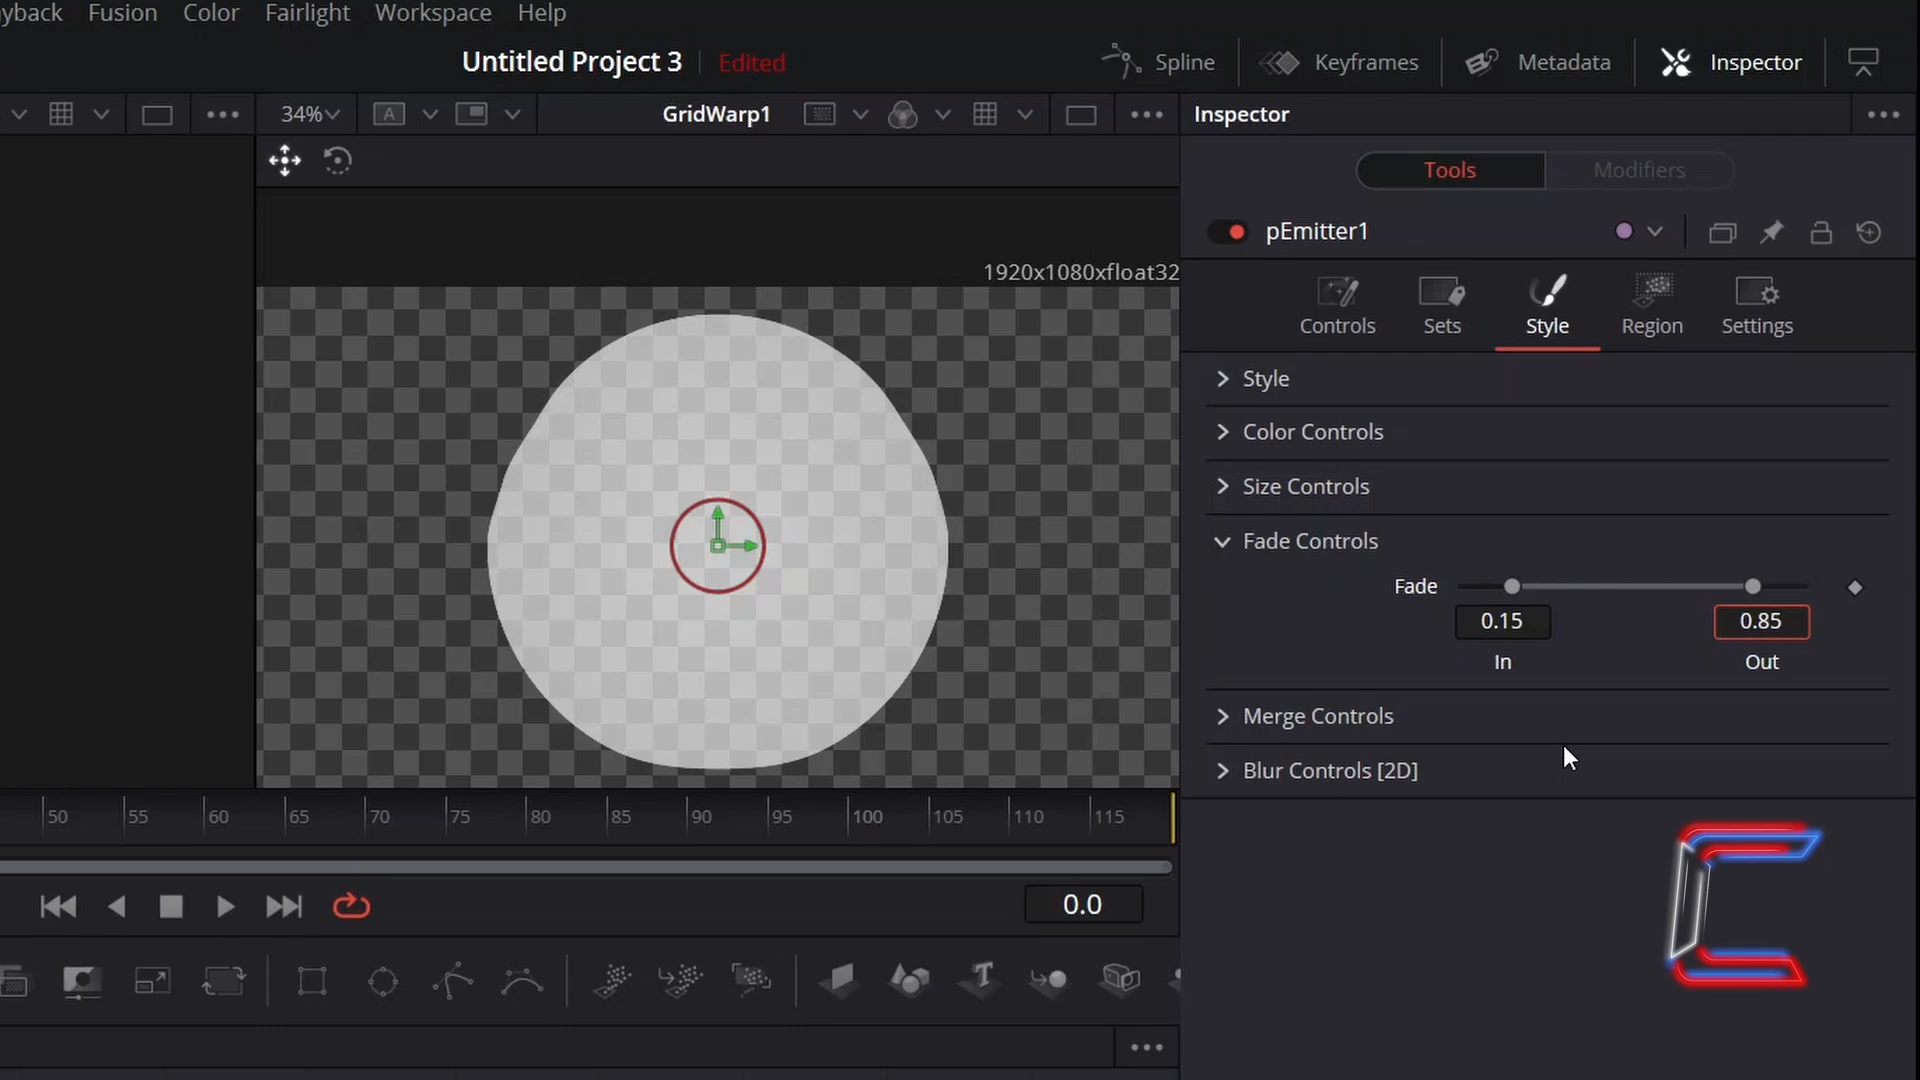 yback Fusion Color Fairlight Workspace Help
Untitled Project 3 Edited
Spline Keyframes Metadata Inspector
34% A GridWarp1
Inspector
Tools Modifiers
pEmitter1
1920x1080xfloat32
Controls Sets Style Region Settings
Style
Color Controls
Size Controls
Fade Controls
Fade
0.15 0.85
In Out
Merge Controls
Blur Controls [2D]
50 55 60 65 70 75 80 85 90 95 100 105 110 115
0.0
T
C